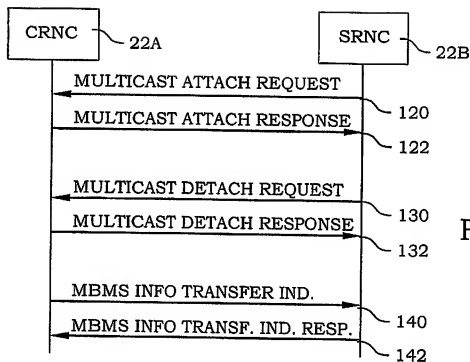 CRNC
22A
SRNC
22B
MULTICAST ATTACH REQUEST
120
MULTICAST ATTACH RESPONSE
122
MULTICAST DETACH REQUEST
130
MULTICAST DETACH RESPONSE
132
F
MBMS INFO TRANSFER IND.
140
MBMS INFO TRANSF. IND. RESP.
142